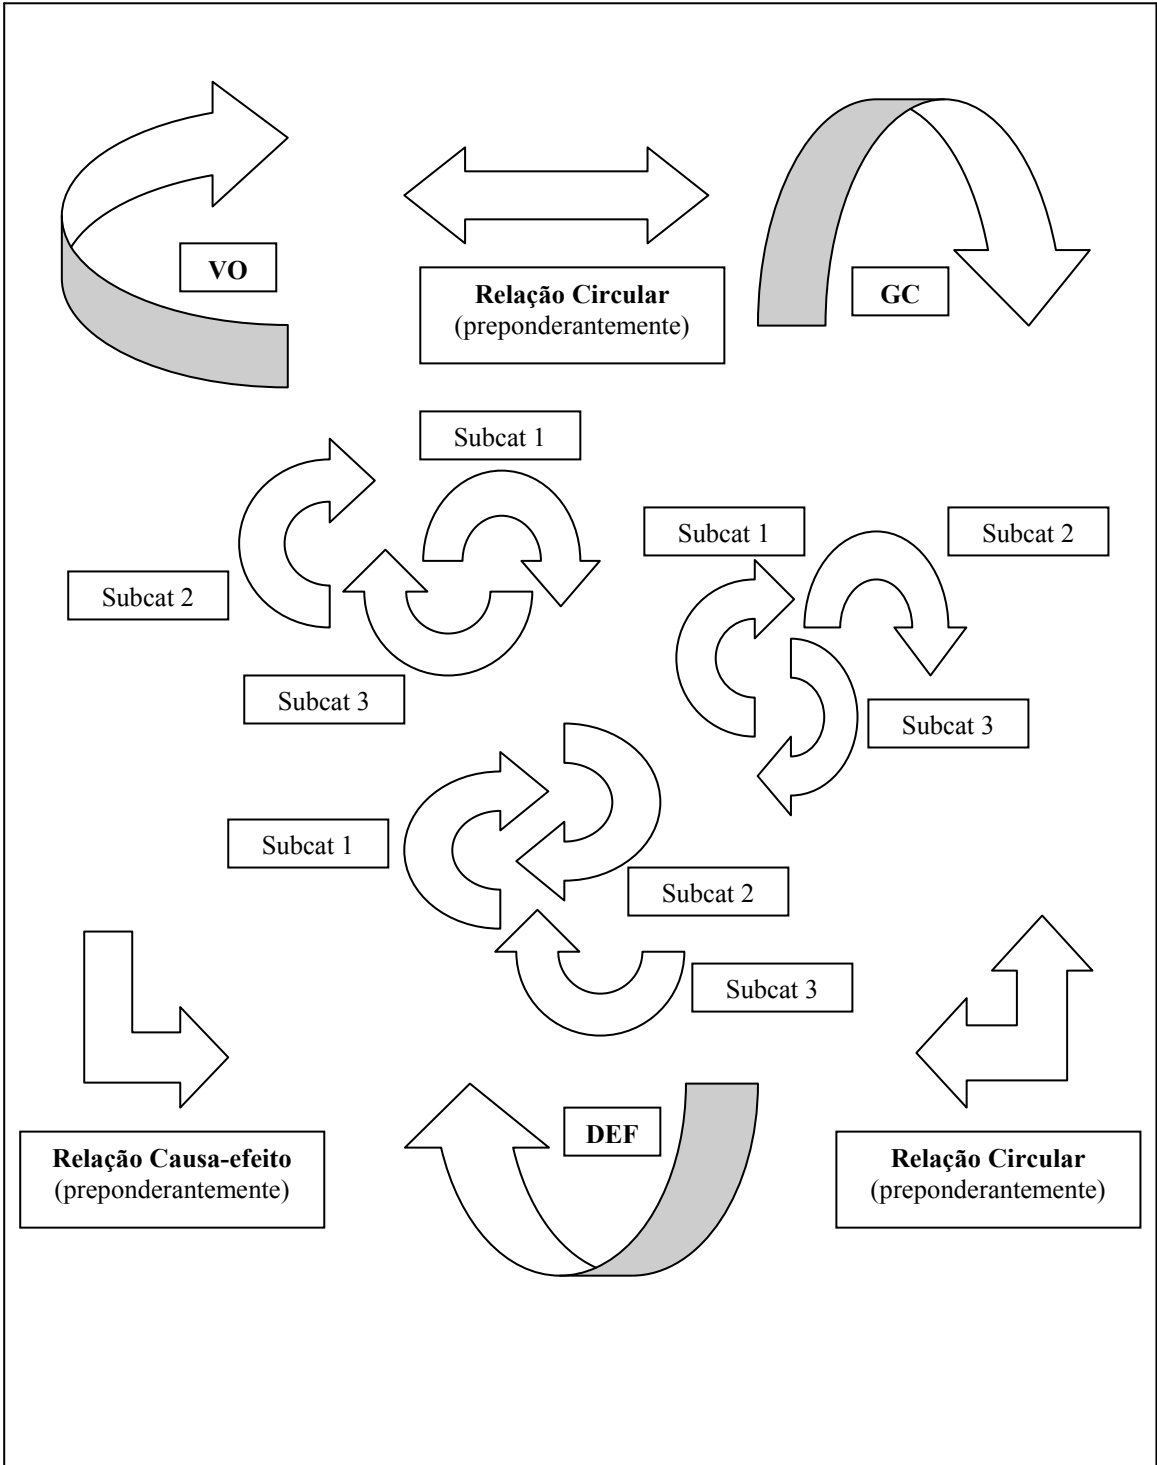 VO
Relação Circular
(preponderantemente)
GC
Subcat 1
Subcat 2
Subcat 3
Subcat 1
Subcat 2
Subcat 3
Subcat 1
Subcat 2
Subcat 3
DEF
Relação Causa-efeito
(preponderantemente)
Relação Circular
(preponderantemente)